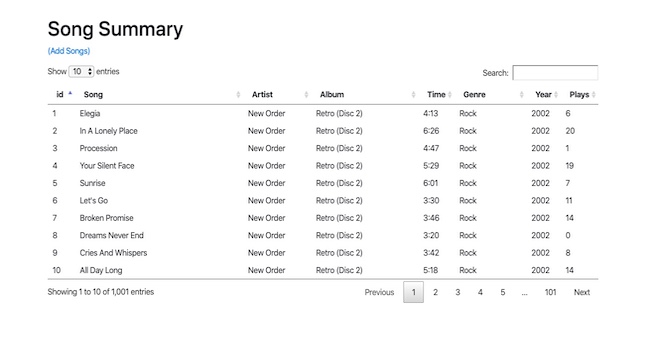 Song Summary
(Add Songs)
Show 10 entries Search:
id Song Artist Album Time Genre Year Plays
1 Elegia New Order Retro (Disc 2) 4:13 Rock 2002 6
2 In A Lonely Place New Order Retro (Disc 2) 6:26 Rock 2002 20
3 Procession New Order Retro (Disc 2) 4:47 Rock 2002 1
4 Your Silent Face New Order Retro (Disc 2) 5:29 Rock 2002 19
5 Sunrise New Order Retro (Disc 2) 6:01 Rock 2002 7
6 Let's Go New Order Retro (Disc 2) 3:30 Rock 2002 11
7 Broken Promise New Order Retro (Disc 2) 3:46 Rock 2002 14
8 Dreams Never End New Order Retro (Disc 2) 3:20 Rock 2002 0
9 Cries And Whispers New Order Retro (Disc 2) 3:42 Rock 2002 8
10 All Day Long New Order Retro (Disc 2) 5:18 Rock 2002 14
Showing 1 to 10 of 1,001 entries Previous 1 2 3 4 5 ... 101 Next